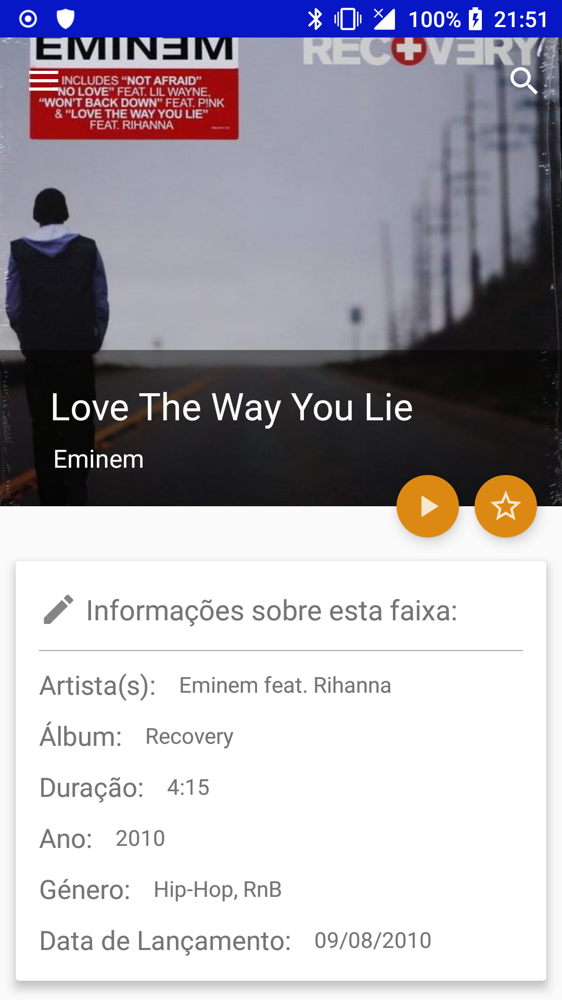 100% 21:51
EMINƎM
RECOVƎRY
INCLUDES “NOT AFRAID”
“NO LOVE” FEAT. LIL WAYNE,
“WON'T BACK DOWN” FEAT. P!NK
& “LOVE THE WAY YOU LIE”
FEAT. RIHANNA
Love The Way You Lie
Eminem
Informações sobre esta faixa:
Artista(s): Eminem feat. Rihanna
Álbum: Recovery
Duração: 4:15
Ano: 2010
Género: Hip-Hop, RnB
Data de Lançamento: 09/08/2010